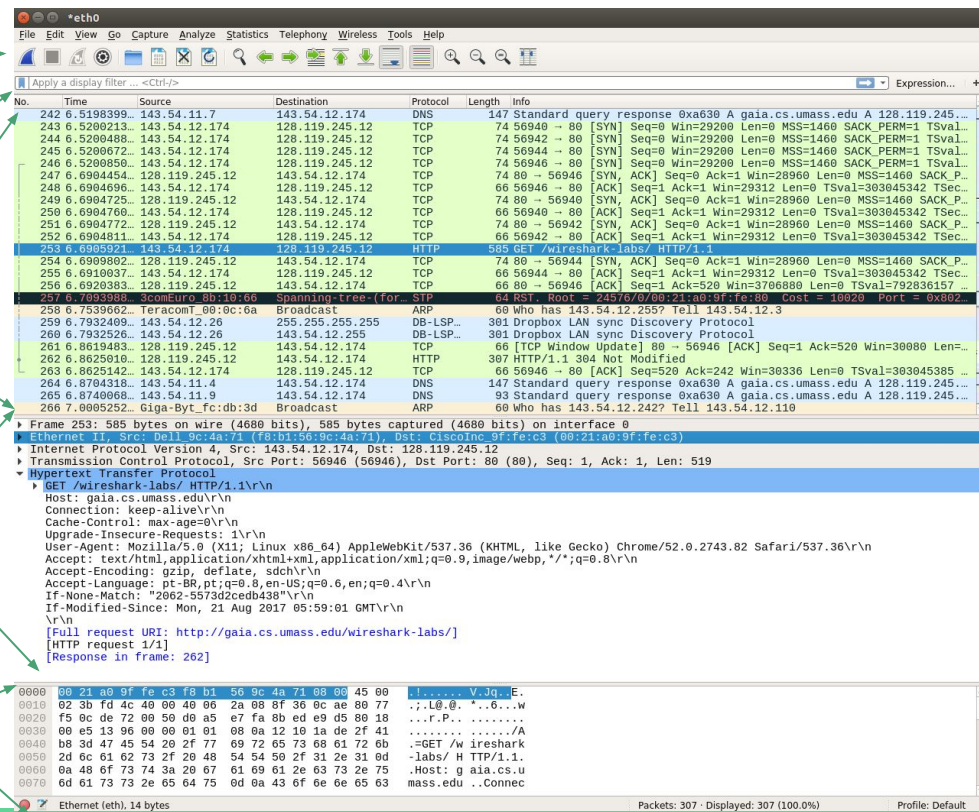 *eth0
File Edit View Go Capture Analyze Statistics Telephony Wireless Tools Help
Apply a display filter ... <Ctrl-/> Expression... +
No. Time Source Destination Protocol Length Info
242 6.5198399… 143.54.11.7 143.54.12.174 DNS 147 Standard query response 0xa630 A gaia.cs.umass.edu A 128.119.245.…
243 6.5200213… 143.54.12.174 128.119.245.12 TCP 74 56940 → 80 [SYN] Seq=0 Win=29200 Len=0 MSS=1460 SACK_PERM=1 TSval…
244 6.5200488… 143.54.12.174 128.119.245.12 TCP 74 56942 → 80 [SYN] Seq=0 Win=29200 Len=0 MSS=1460 SACK_PERM=1 TSval…
245 6.5200672… 143.54.12.174 128.119.245.12 TCP 74 56944 → 80 [SYN] Seq=0 Win=29200 Len=0 MSS=1460 SACK_PERM=1 TSval…
246 6.5200850… 143.54.12.174 128.119.245.12 TCP 74 56946 → 80 [SYN] Seq=0 Win=29200 Len=0 MSS=1460 SACK_PERM=1 TSval…
247 6.6904454… 128.119.245.12 143.54.12.174 TCP 74 80 → 56946 [SYN, ACK] Seq=0 Ack=1 Win=28960 Len=0 MSS=1460 SACK_P…
248 6.6904696… 143.54.12.174 128.119.245.12 TCP 66 56946 → 80 [ACK] Seq=1 Ack=1 Win=29312 Len=0 TSval=303045342 TSec…
249 6.6904725… 128.119.245.12 143.54.12.174 TCP 74 80 → 56940 [SYN, ACK] Seq=0 Ack=1 Win=28960 Len=0 MSS=1460 SACK_P…
250 6.6904760… 143.54.12.174 128.119.245.12 TCP 66 56940 → 80 [ACK] Seq=1 Ack=1 Win=29312 Len=0 TSval=303045342 TSec…
251 6.6904772… 128.119.245.12 143.54.12.174 TCP 74 80 → 56942 [SYN, ACK] Seq=0 Ack=1 Win=28960 Len=0 MSS=1460 SACK_P…
252 6.6904811… 143.54.12.174 128.119.245.12 TCP 66 56942 → 80 [ACK] Seq=1 Ack=1 Win=29312 Len=0 TSval=303045342 TSec…
253 6.6905921… 143.54.12.174 128.119.245.12 HTTP 585 GET /wireshark-labs/ HTTP/1.1
254 6.6909802… 128.119.245.12 143.54.12.174 TCP 74 80 → 56944 [SYN, ACK] Seq=0 Ack=1 Win=28960 Len=0 MSS=1460 SACK_P…
255 6.6910037… 143.54.12.174 128.119.245.12 TCP 66 56944 → 80 [ACK] Seq=1 Ack=1 Win=29312 Len=0 TSval=303045342 TSec…
256 6.6920383… 128.119.245.12 143.54.12.174 TCP 66 80 → 56946 [ACK] Seq=1 Ack=520 Win=3706880 Len=0 TSval=792836157 …
257 6.7093988… 3comEuro_8b:10:66 Spanning-tree-(for… STP 64 RST. Root = 24576/0/00:21:a0:9f:fe:80 Cost = 10020 Port = 0x802…
258 6.7539662… TeracomT_00:0c:6a Broadcast ARP 60 Who has 143.54.12.255? Tell 143.54.12.3
259 6.7932409… 143.54.12.26 255.255.255.255 DB-LSP… 301 Dropbox LAN sync Discovery Protocol
260 6.7932526… 143.54.12.26 143.54.12.255 DB-LSP… 301 Dropbox LAN sync Discovery Protocol
261 6.8619483… 128.119.245.12 143.54.12.174 TCP 66 [TCP Window Update] 80 → 56946 [ACK] Seq=1 Ack=520 Win=30080 Len=…
262 6.8625010… 128.119.245.12 143.54.12.174 HTTP 307 HTTP/1.1 304 Not Modified
263 6.8625142… 143.54.12.174 128.119.245.12 TCP 66 56946 → 80 [ACK] Seq=520 Ack=242 Win=30336 Len=0 TSval=303045385 …
264 6.8704318… 143.54.11.4 143.54.12.174 DNS 147 Standard query response 0xa630 A gaia.cs.umass.edu A 128.119.245.…
265 6.8740068… 143.54.11.9 143.54.12.174 DNS 93 Standard query response 0xa630 A gaia.cs.umass.edu A 128.119.245.…
266 7.0005252… Giga-Byt_fc:db:3d Broadcast ARP 60 Who has 143.54.12.242? Tell 143.54.12.110
Frame 253: 585 bytes on wire (4680 bits), 585 bytes captured (4680 bits) on interface 0
Ethernet II, Src: Dell_9c:4a:71 (f8:b1:56:9c:4a:71), Dst: CiscoInc_9f:fe:c3 (00:21:a0:9f:fe:c3)
Internet Protocol Version 4, Src: 143.54.12.174, Dst: 128.119.245.12
Transmission Control Protocol, Src Port: 56946 (56946), Dst Port: 80 (80), Seq: 1, Ack: 1, Len: 519
Hypertext Transfer Protocol
GET /wireshark-labs/ HTTP/1.1\r\n
Host: gaia.cs.umass.edu\r\n
Connection: keep-alive\r\n
Cache-Control: max-age=0\r\n
Upgrade-Insecure-Requests: 1\r\n
User-Agent: Mozilla/5.0 (X11; Linux x86_64) AppleWebKit/537.36 (KHTML, like Gecko) Chrome/52.0.2743.82 Safari/537.36\r\n
Accept: text/html,application/xhtml+xml,application/xml;q=0.9,image/webp,*/*;q=0.8\r\n
Accept-Encoding: gzip, deflate, sdch\r\n
Accept-Language: pt-BR,pt;q=0.8,en-US;q=0.6,en;q=0.4\r\n
If-None-Match: "2062-5573d2cedb438"\r\n
If-Modified-Since: Mon, 21 Aug 2017 05:59:01 GMT\r\n
\r\n
[Full request URI: http://gaia.cs.umass.edu/wireshark-labs/]
[HTTP request 1/1]
[Response in frame: 262]
0000 00 21 a0 9f fe c3 f8 b1 56 9c 4a 71 08 00 45 00 .!...... V.Jq..E.
0010 02 3b fd 4c 40 00 40 06 2a 08 8f 36 0c ae 80 77 .;.L@.@. *..6...w
0020 f5 0c de 72 00 50 d0 a5 e7 fa 8b ed e9 d5 80 18 ...r.P.. ........
0030 00 e5 13 96 00 00 01 01 08 0a 12 10 1a de 2f 41 ........ ....../A
0040 b8 3d 47 45 54 20 2f 77 69 72 65 73 68 61 72 6b .=GET /w ireshark
0050 2d 6c 61 62 73 2f 20 48 54 54 50 2f 31 2e 31 0d -labs/ H TTP/1.1.
0060 0a 48 6f 73 74 3a 20 67 61 69 61 2e 63 73 2e 75 .Host: g aia.cs.u
0070 6d 61 73 73 2e 65 64 75 0d 0a 43 6f 6e 6e 65 63 mass.edu ..Connec
Ethernet (eth), 14 bytes Packets: 307 · Displayed: 307 (100.0%) Profile: Default